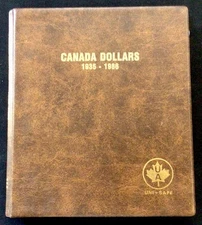 CANADA DOLLARS
1935 - 1986
U
A I
UNI-SAFE